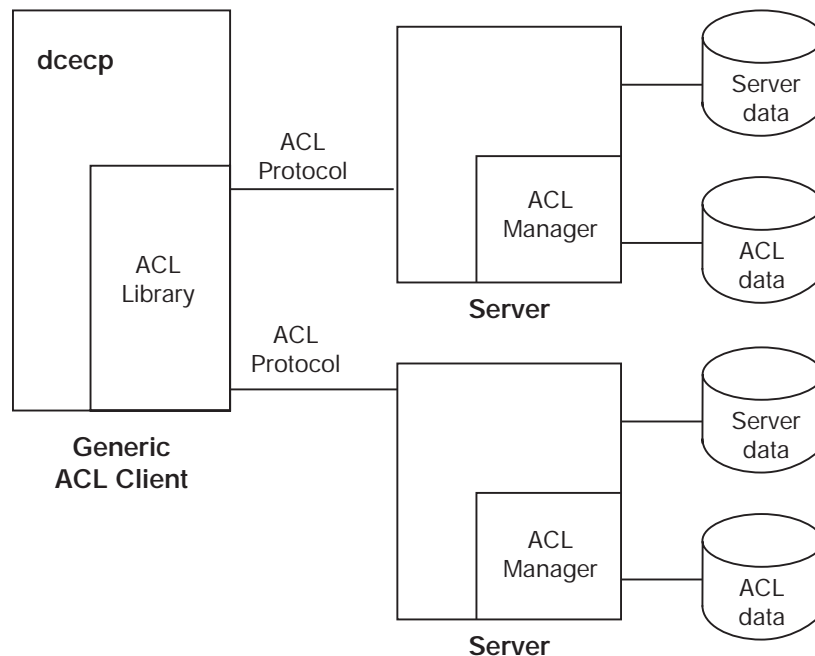 dcecp
ACL
Library
Generic
ACL Client
ACL
Protocol
ACL
Protocol
ACL
Manager
Server
Server
data
ACL
data
ACL
Manager
Server
Server
data
ACL
data